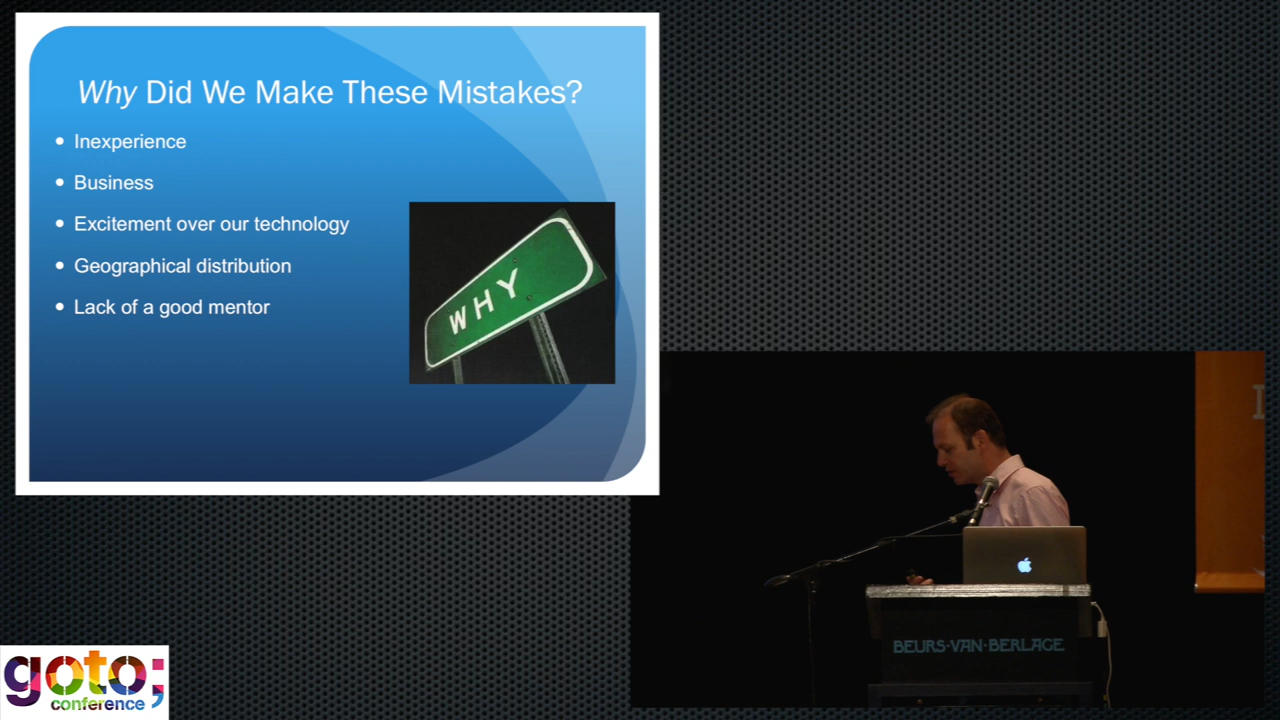 Why Did We Make These Mistakes?
Inexperience
Business
Excitement over our technology
Geographical distribution
Lack of a good mentor
WHY
BEURS·VAN·BERLAGE
goto;
conference